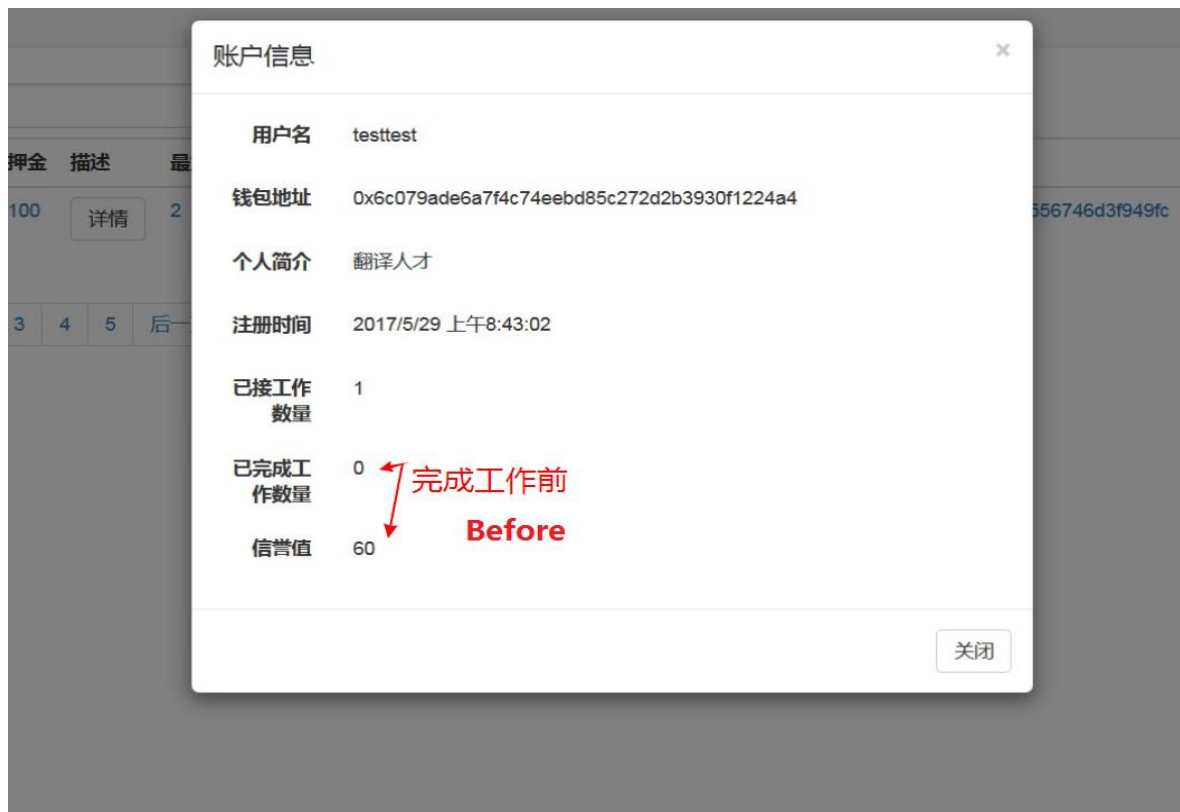 账户信息
×
用户名 testtest
押金 描述 最
钱包地址 0x6c079ade6a7f4c74eebd85c272d2b3930f1224a4
100 详情 2
556746d3f949fc
个人简介 翻译人才
3 4 5 后一
注册时间 2017/5/29 上午8:43:02
已接工作
数量
1
已完成工
作数量
0
完成工作前
Before
信誉值 60
关闭